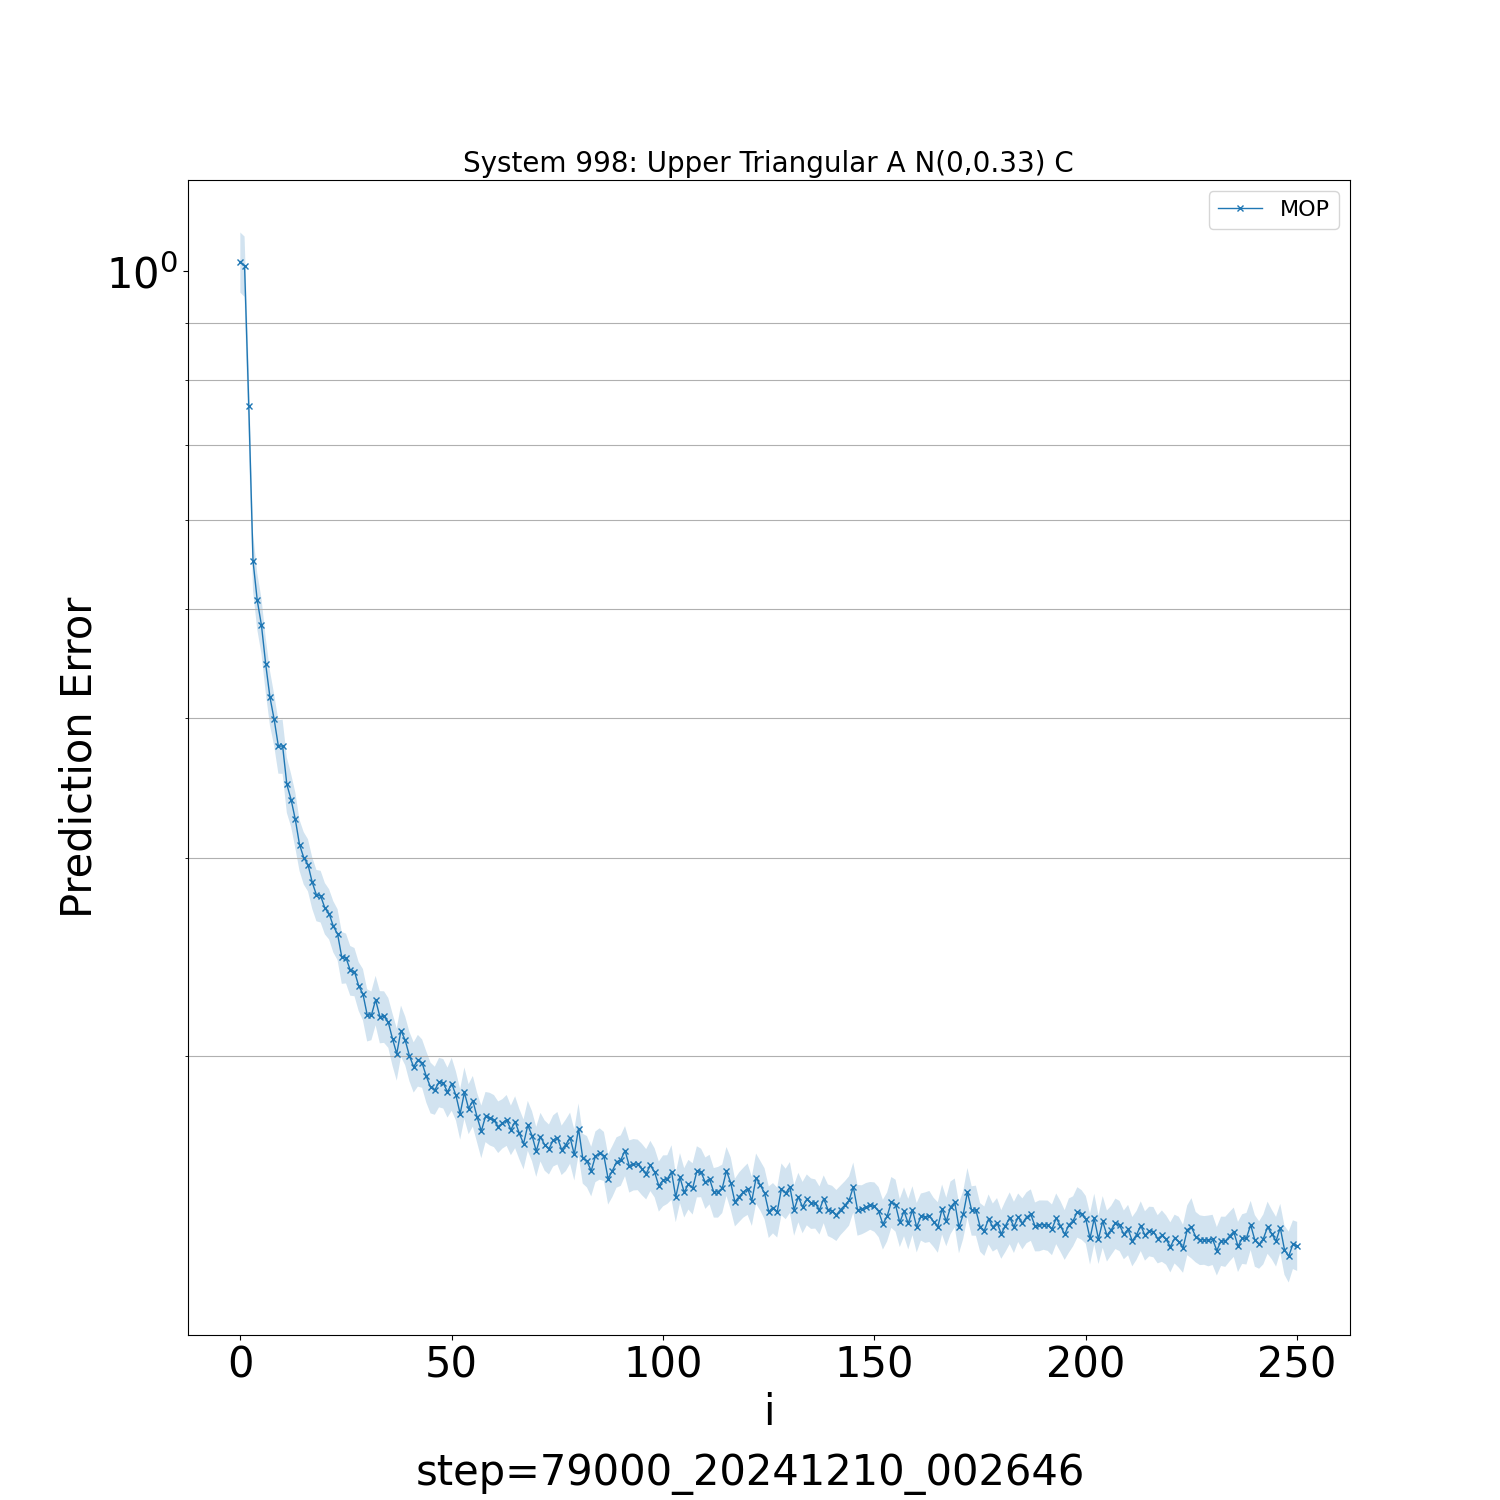 System 998: Upper Triangular A N(0,0.33) C
MOP
10⁰
Prediction Error
0 50 100 150 200 250
i
step=79000_20241210_002646